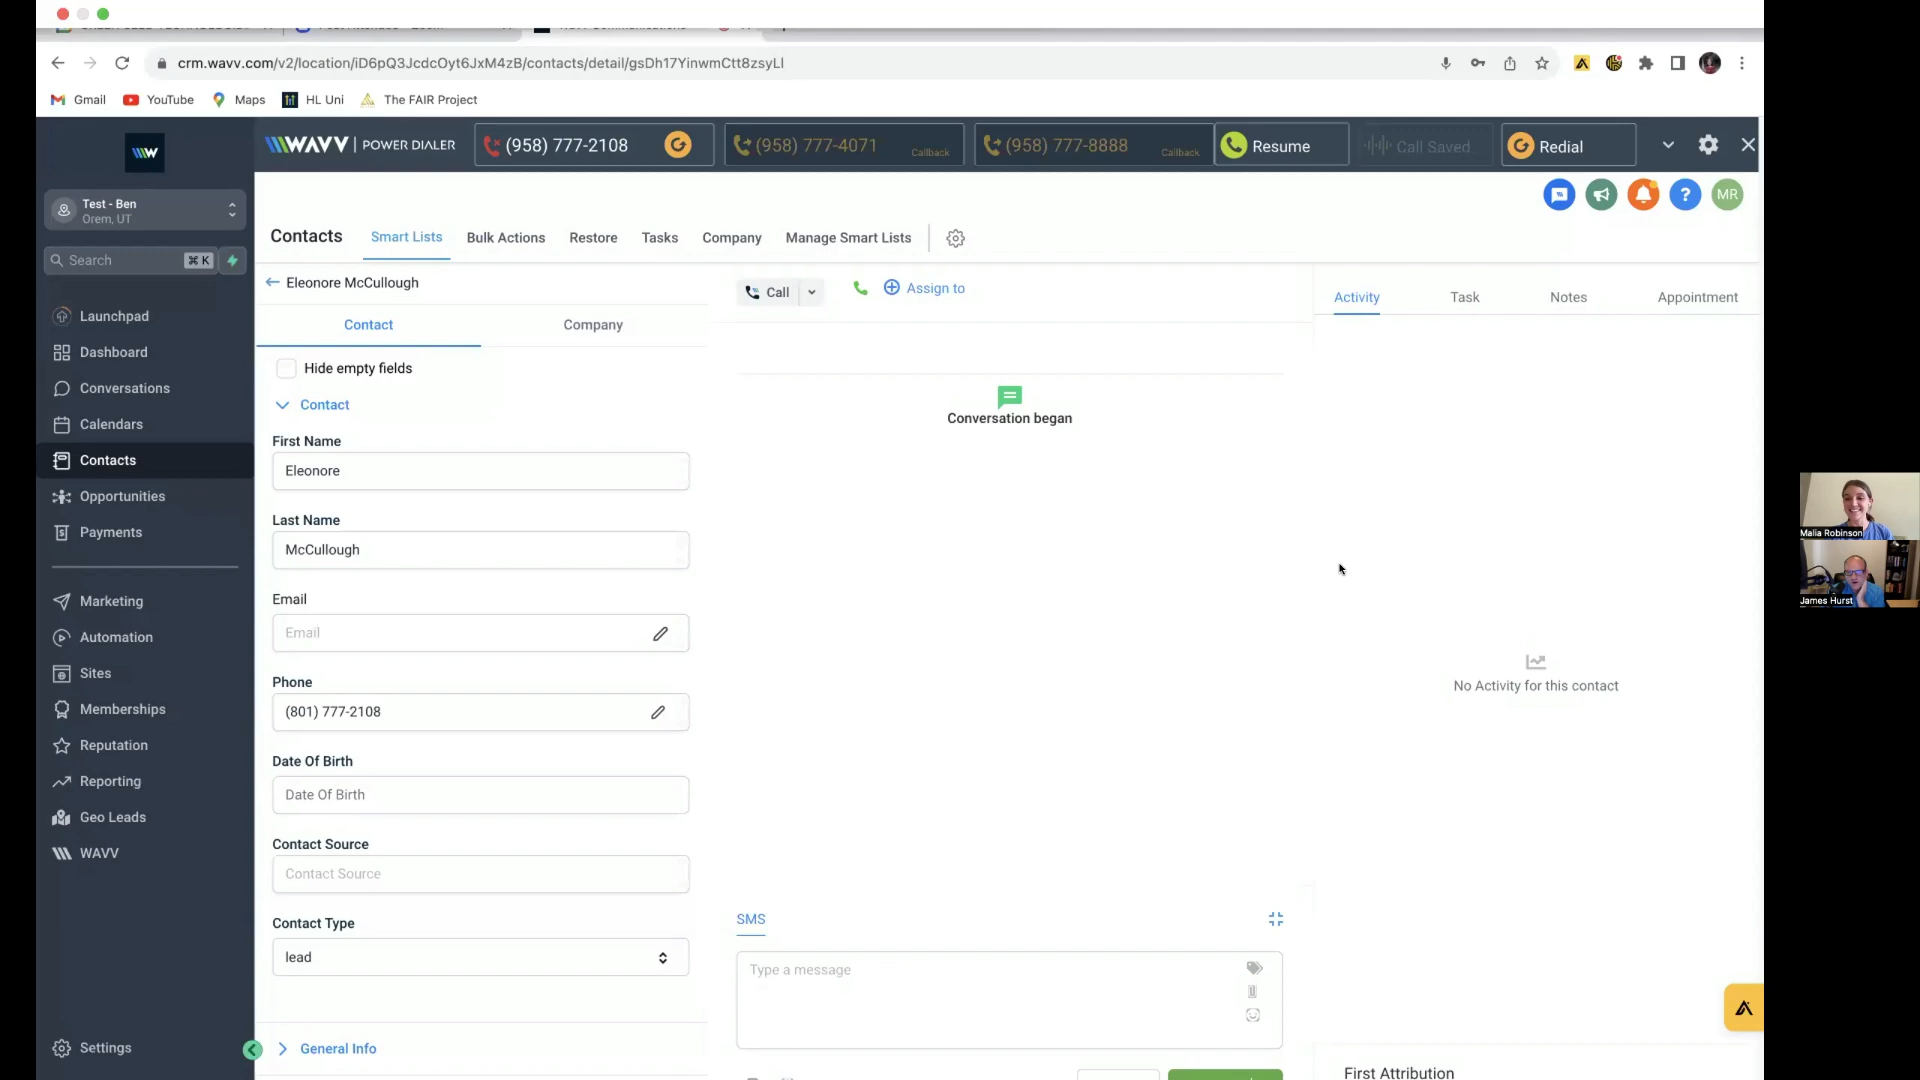 crm.wavv.com/v2/location/iD6pQ3JcdcOyt6JxM4zB/contacts/detail/gsDh17YinwmCtt8zsyLI
Gmail YouTube Maps HL Uni The FAIR Project
WAVV | POWER DIALER (958) 777-2108 (958) 777-4071 Callback (958) 777-8888 Callback Resume Call Saved Redial
Test - Ben
Orem, UT
MR
Contacts Smart Lists Bulk Actions Restore Tasks Company Manage Smart Lists
Search ⌘ K
Eleonore McCullough
Call Assign to
Activity Task Notes Appointment
Launchpad
Contact Company
Dashboard
Hide empty fields
Conversations
Contact
Conversation began
Calendars
First Name
Contacts
Eleonore
Opportunities
Last Name
Payments
McCullough
Malia Robinson
Email
Marketing
James Hurst
Email
Automation
Sites
Phone
No Activity for this contact
Memberships
(801) 777-2108
Reputation
Date Of Birth
Reporting
Date Of Birth
Geo Leads
Contact Source
WAVV
Contact Source
Contact Type
SMS
lead
Type a message
Settings
General Info
First Attribution